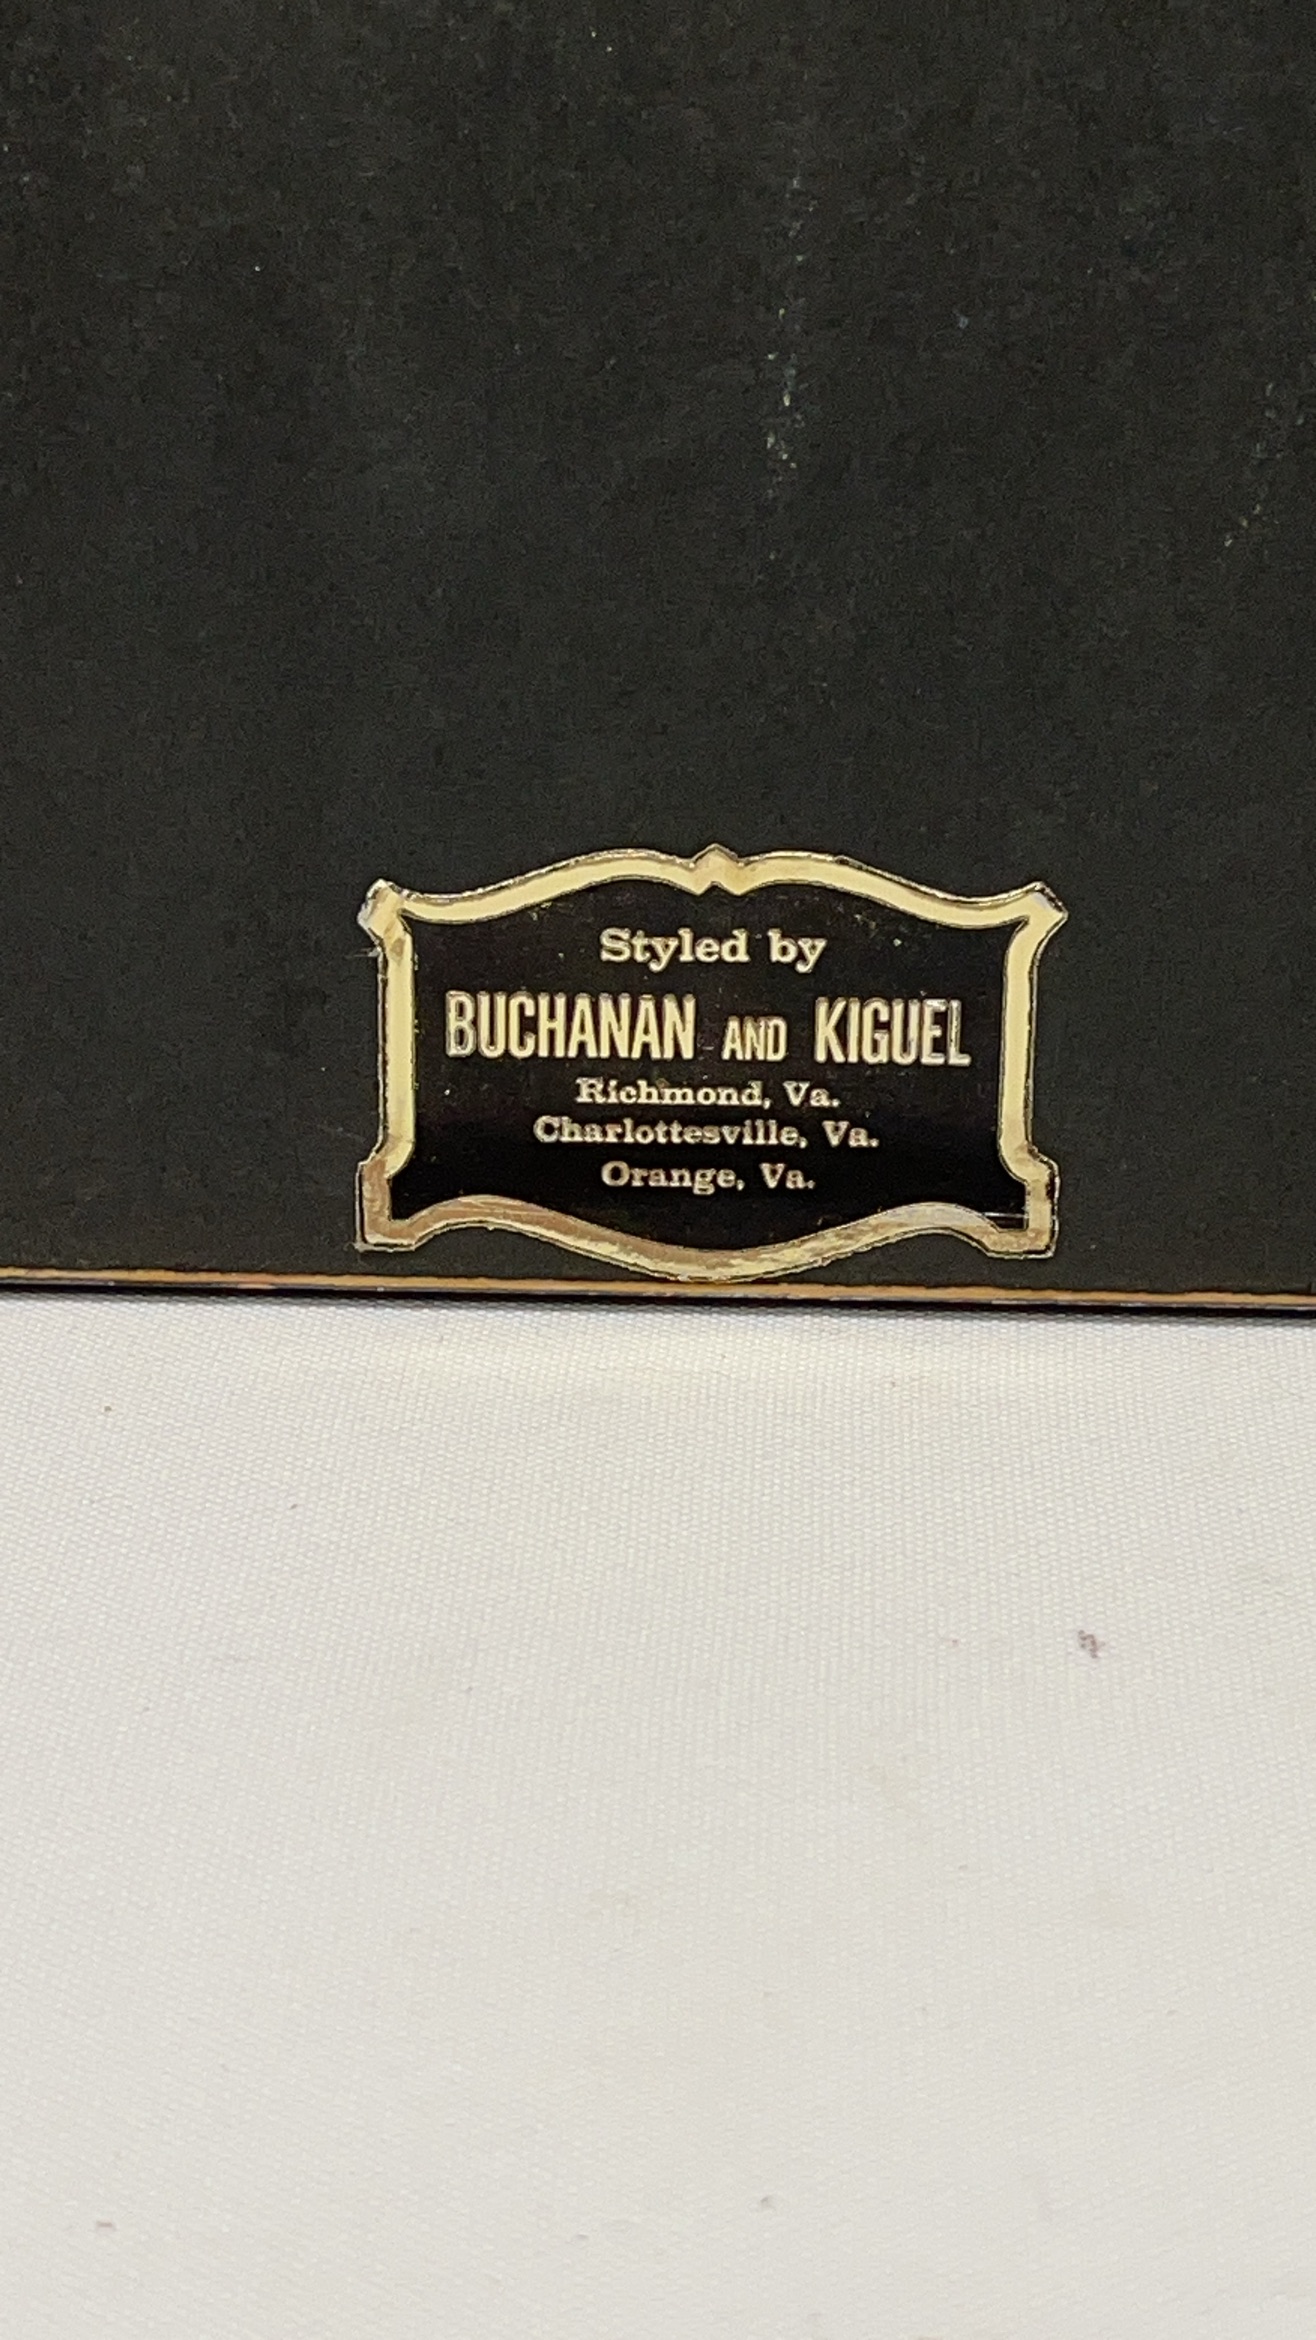 Styled by
BUCHANAN AND KIGUEL
Richmond, Va.
Charlottesville, Va.
Orange, Va.